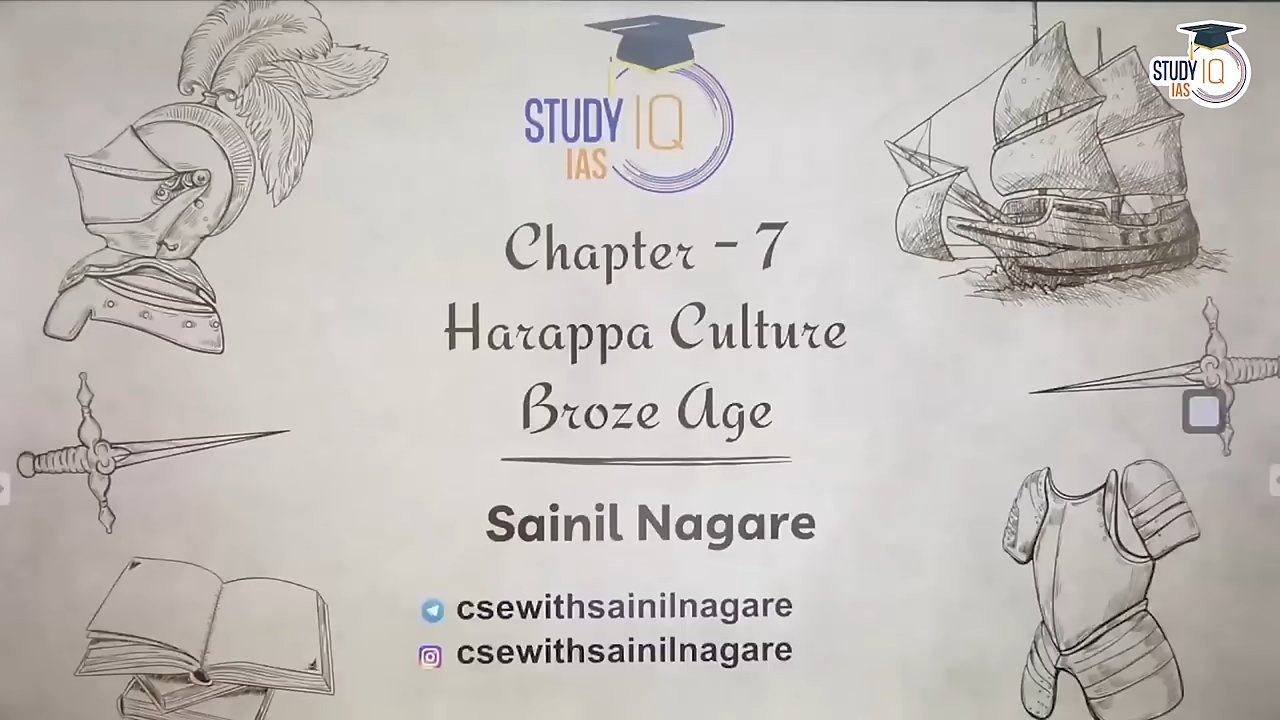 STUDY IQ
IAS
STUDY IQ
IAS
Chapter - 7
Harappa Culture
Broze Age
Sainil Nagare
csewithsainilnagare
csewithsainilnagare